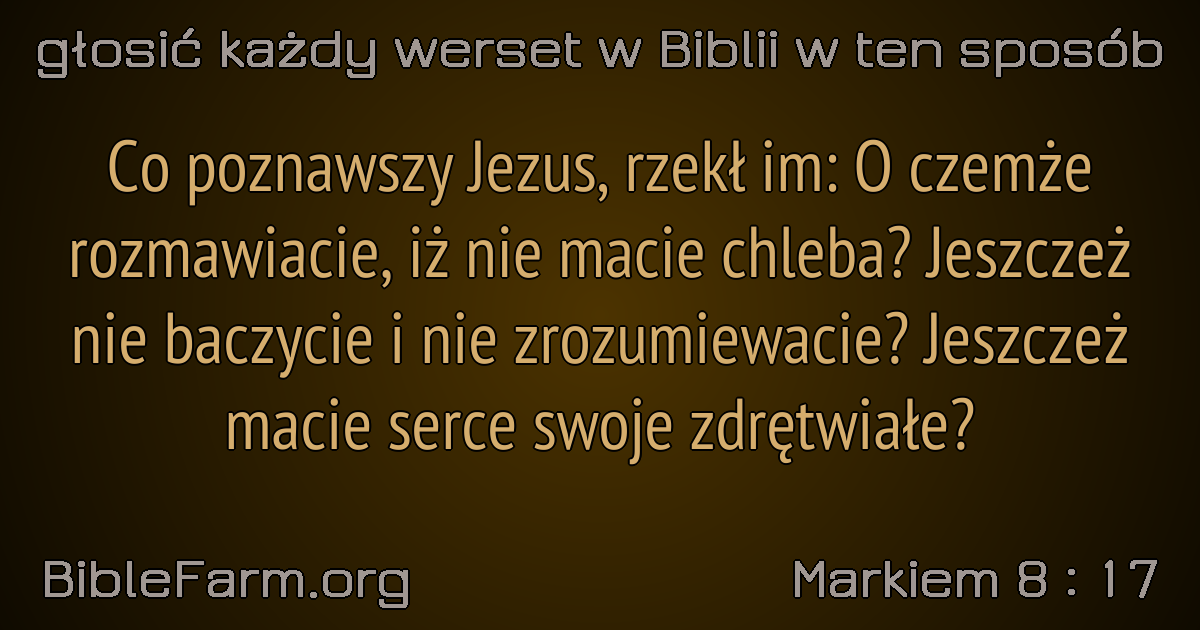 głosić każdy werset w Biblii w ten sposób
Co poznawszy Jezus, rzekł im: O czemże
rozmawiacie, iż nie macie chleba? Jeszczeż
nie baczycie i nie zrozumiewacie? Jeszczeż
macie serce swoje zdrętwiałe?
BibleFarm.org
Markiem 8 : 17